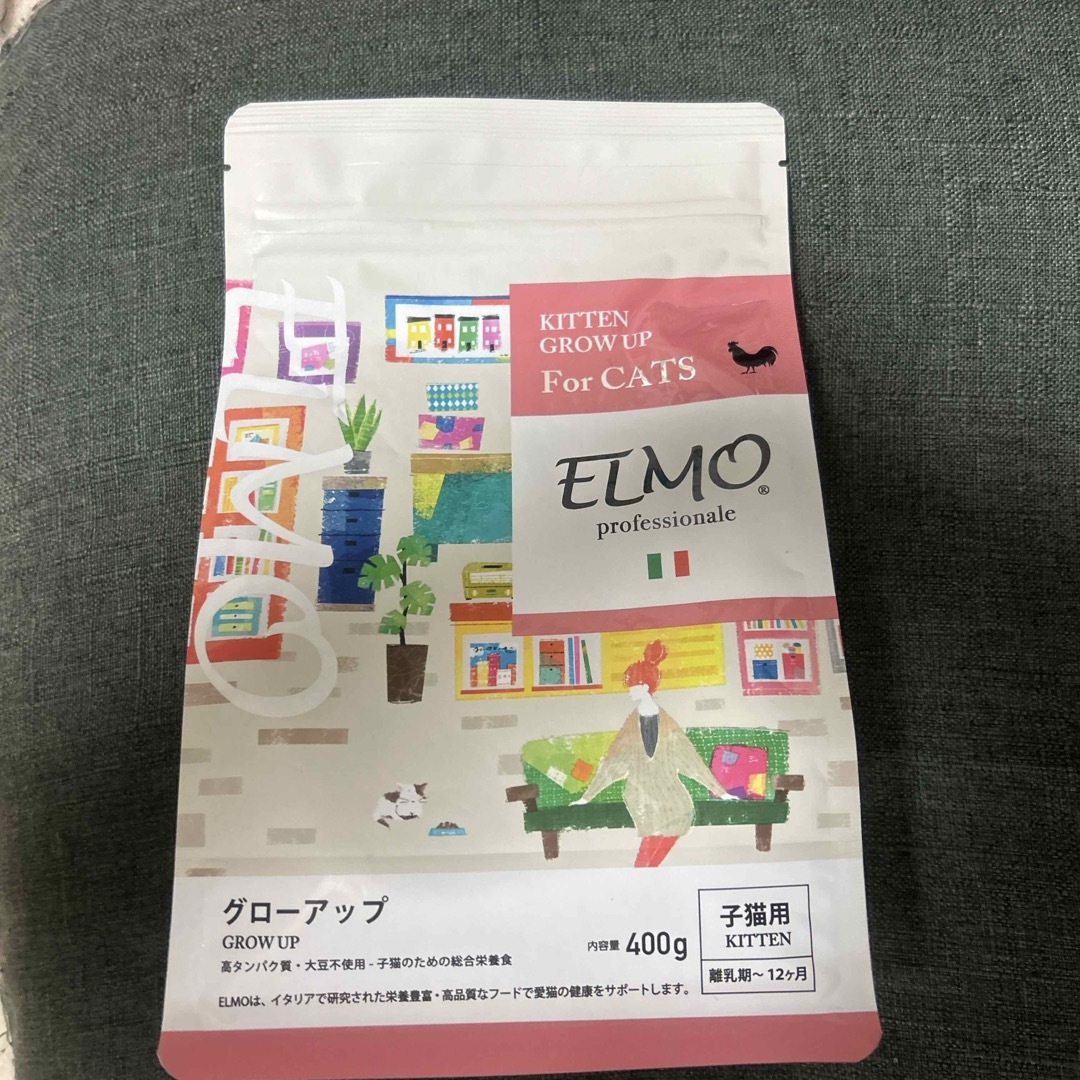 ELMO
KITTEN
GROW UP
For CATS
ELMO®
professionale
グローアップ
GROW UP
高タンパク質・大豆不使用 - 子猫のための総合栄養食
内容量 400g
子猫用
KITTEN
離乳期～12ヶ月
ELMOは、イタリアで研究された栄養豊富・高品質なフードで愛猫の健康をサポートします。